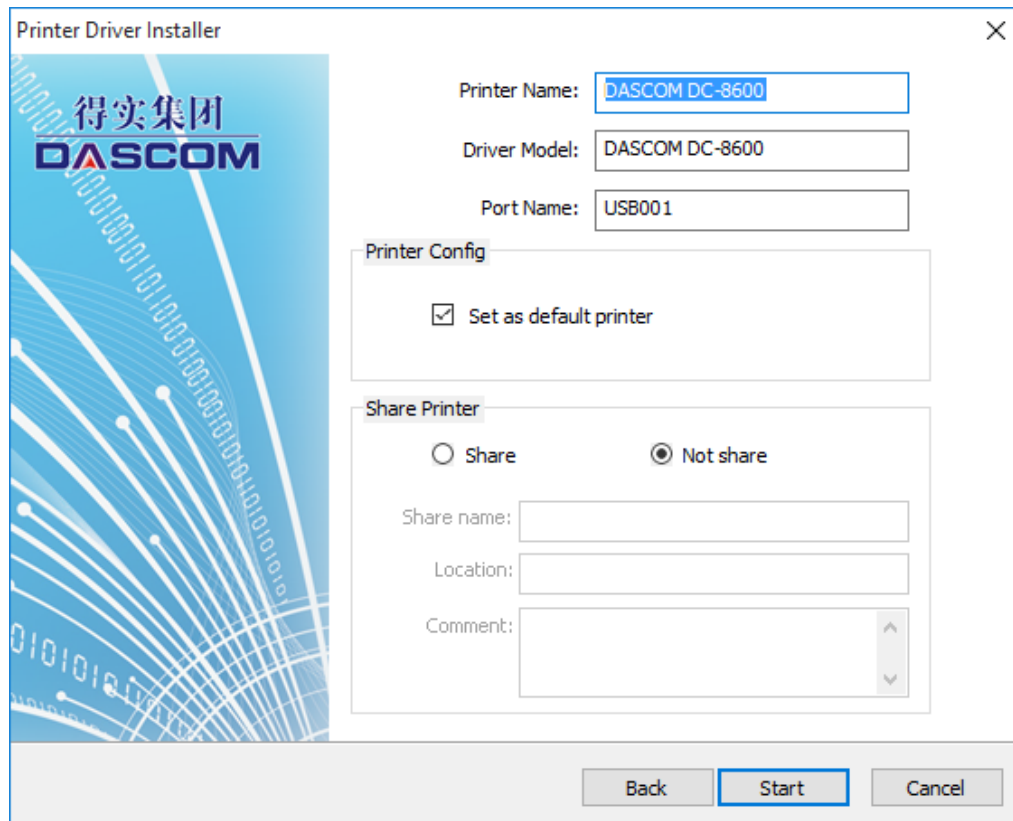 Printer Driver Installer
得实集团
DASCOM
Printer Name: DASCOM DC-8600
Driver Model: DASCOM DC-8600
Port Name: USB001
Printer Config
Set as default printer
Share Printer
Share Not share
Share name:
Location:
Comment:
Back Start Cancel